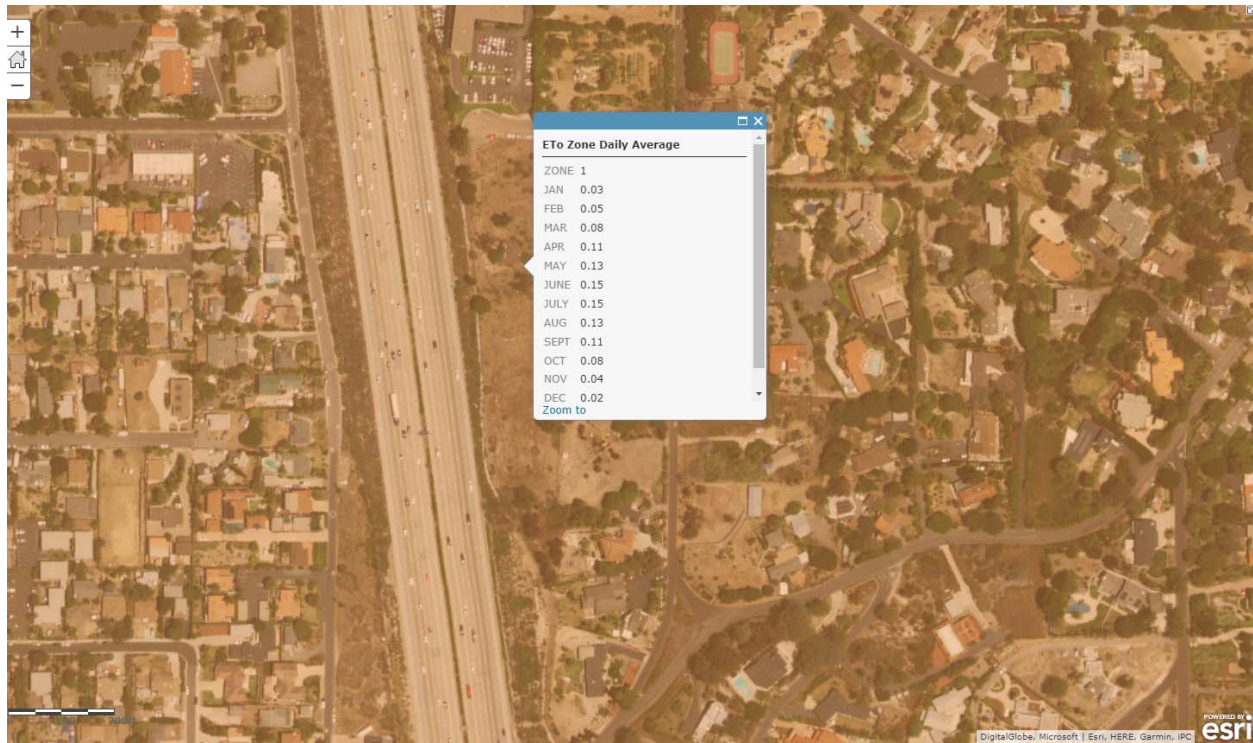 +
−
ETo Zone Daily Average
ZONE 1
JAN 0.03
FEB 0.05
MAR 0.08
APR 0.11
MAY 0.13
JUNE 0.15
JULY 0.15
AUG 0.13
SEPT 0.11
OCT 0.08
NOV 0.04
DEC 0.02
Zoom to
DigitalGlobe, Microsoft | Esri, HERE, Garmin, iPC
POWERED BY
esri